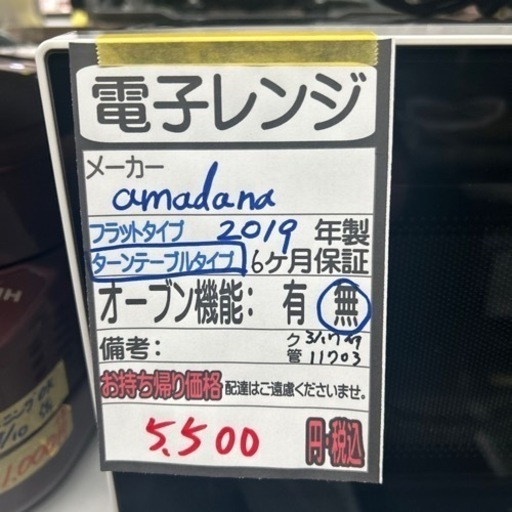 電子レンジ
メーカー
amadana
フラットタイプ 2019 年製
ターンテーブルタイプ 6ヶ月保証
オーブン機能: 有 無
備考:
管 11703
お持ち帰り価格 配達はご遠慮くださいませ。
5,500 円・税込